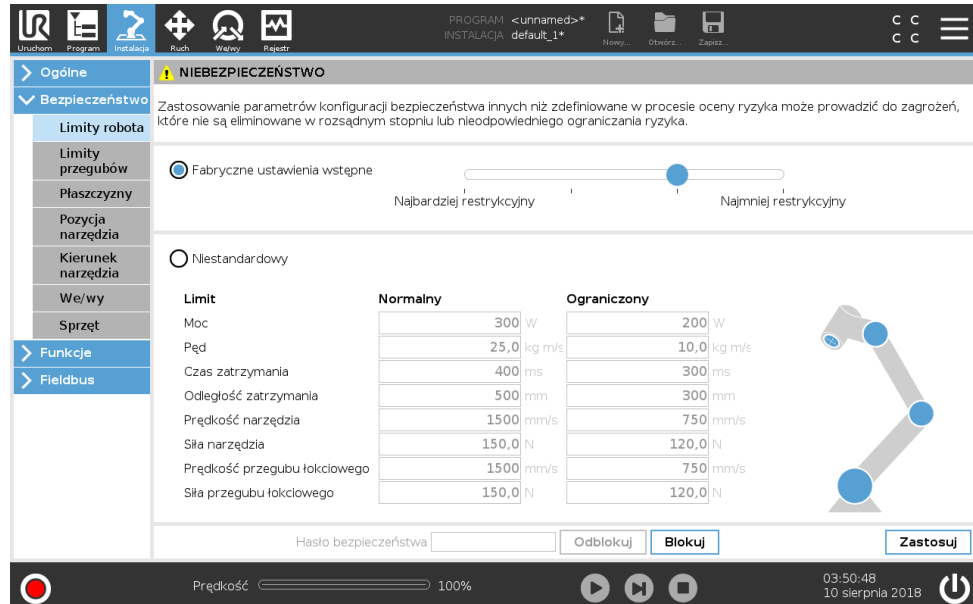 UR
PROGRAM <unnamed>*
INSTALACJA default_1*
Uruchom Program Instalacja Ruch We/wy Rejestr Nowy... Otwórz... Zapisz...
C C
C C
Ogólne
Bezpieczeństwo
Limity robota
Limity
przegubów
Płaszczyzny
Pozycja
narzędzia
Kierunek
narzędzia
We/wy
Sprzęt
Funkcje
Fieldbus
NIEBEZPIECZEŃSTWO
Zastosowanie parametrów konfiguracji bezpieczeństwa innych niż zdefiniowane w procesie oceny ryzyka może prowadzić do zagrożeń,
które nie są eliminowane w rozsądnym stopniu lub nieodpowiedniego ograniczania ryzyka.
Fabryczne ustawienia wstępne
Najbardziej restrykcyjny Najmniej restrykcyjny
Niestandardowy
Limit Normalny Ograniczony
Moc 300 W 200 W
Pęd 25,0 kg m/s 10,0 kg m/s
Czas zatrzymania 400 ms 300 ms
Odległość zatrzymania 500 mm 300 mm
Prędkość narzędzia 1500 mm/s 750 mm/s
Siła narzędzia 150,0 N 120,0 N
Prędkość przegubu łokciowego 1500 mm/s 750 mm/s
Siła przegubu łokciowego 150,0 N 120,0 N
Hasło bezpieczeństwa Odblokuj Blokuj Zastosuj
Prędkość 100%
03:50:48
10 sierpnia 2018